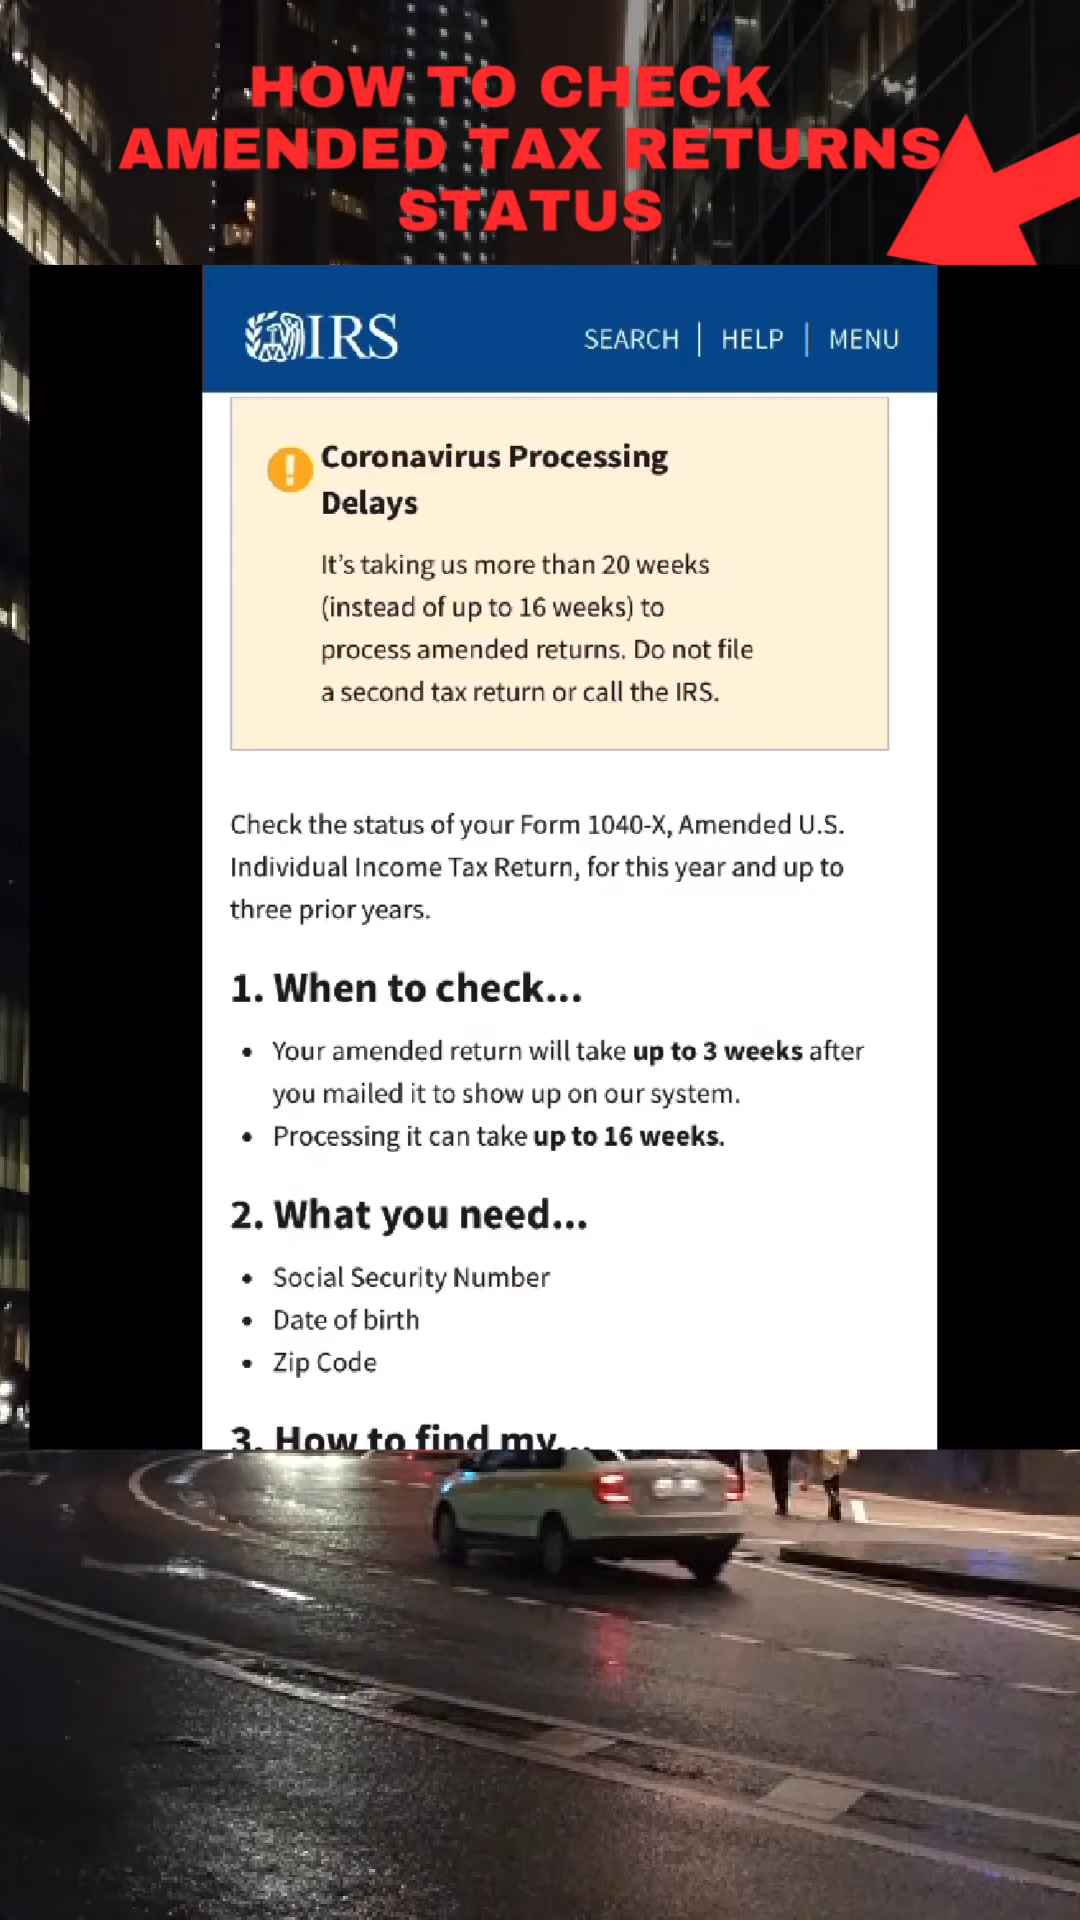 HOW TO CHECK
AMENDED TAX RETURNS
STATUS
IRS
SEARCH | HELP | MENU
Coronavirus Processing
Delays
It's taking us more than 20 weeks
(instead of up to 16 weeks) to
process amended returns. Do not file
a second tax return or call the IRS.
Check the status of your Form 1040-X, Amended U.S.
Individual Income Tax Return, for this year and up to
three prior years.
1. When to check...
• Your amended return will take up to 3 weeks after
you mailed it to show up on our system.
• Processing it can take up to 16 weeks.
2. What you need...
• Social Security Number
• Date of birth
• Zip Code
3. How to find my...